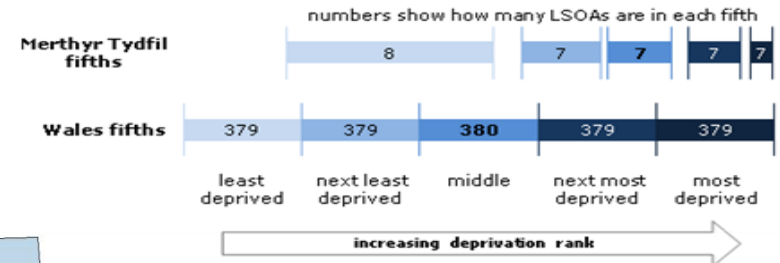 numbers show how many LSOAs are in each fifth
Merthyr Tydfil
fifths
8 7 7 7 7
Wales fifths
379 379 380 379 379
least
deprived
next least
deprived
middle
next most
deprived
most
deprived
increasing deprivation rank